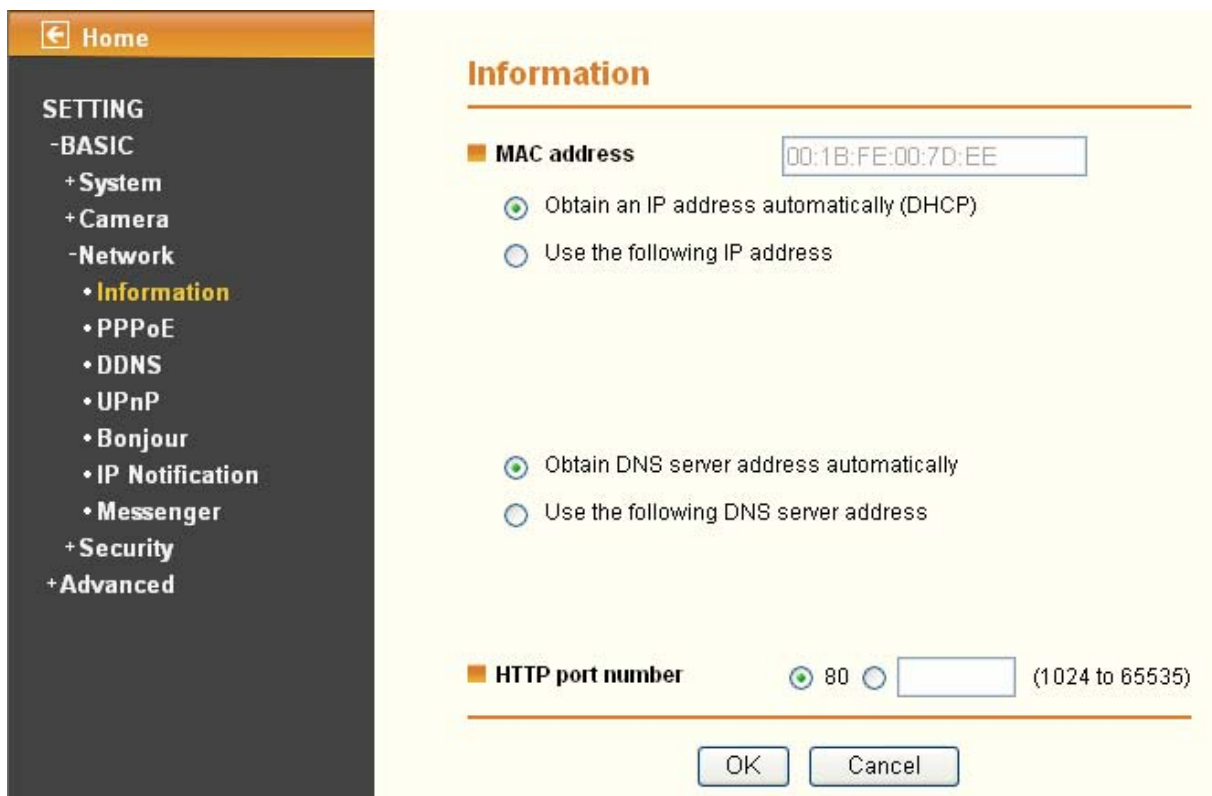 Home
SETTING
-BASIC
+System
+Camera
-Network
•Information
•PPPoE
•DDNS
•UPnP
•Bonjour
•IP Notification
•Messenger
+Security
+Advanced
Information
MAC address 00:1B:FE:00:7D:EE
Obtain an IP address automatically (DHCP)
Use the following IP address
Obtain DNS server address automatically
Use the following DNS server address
HTTP port number 80 (1024 to 65535)
OK Cancel